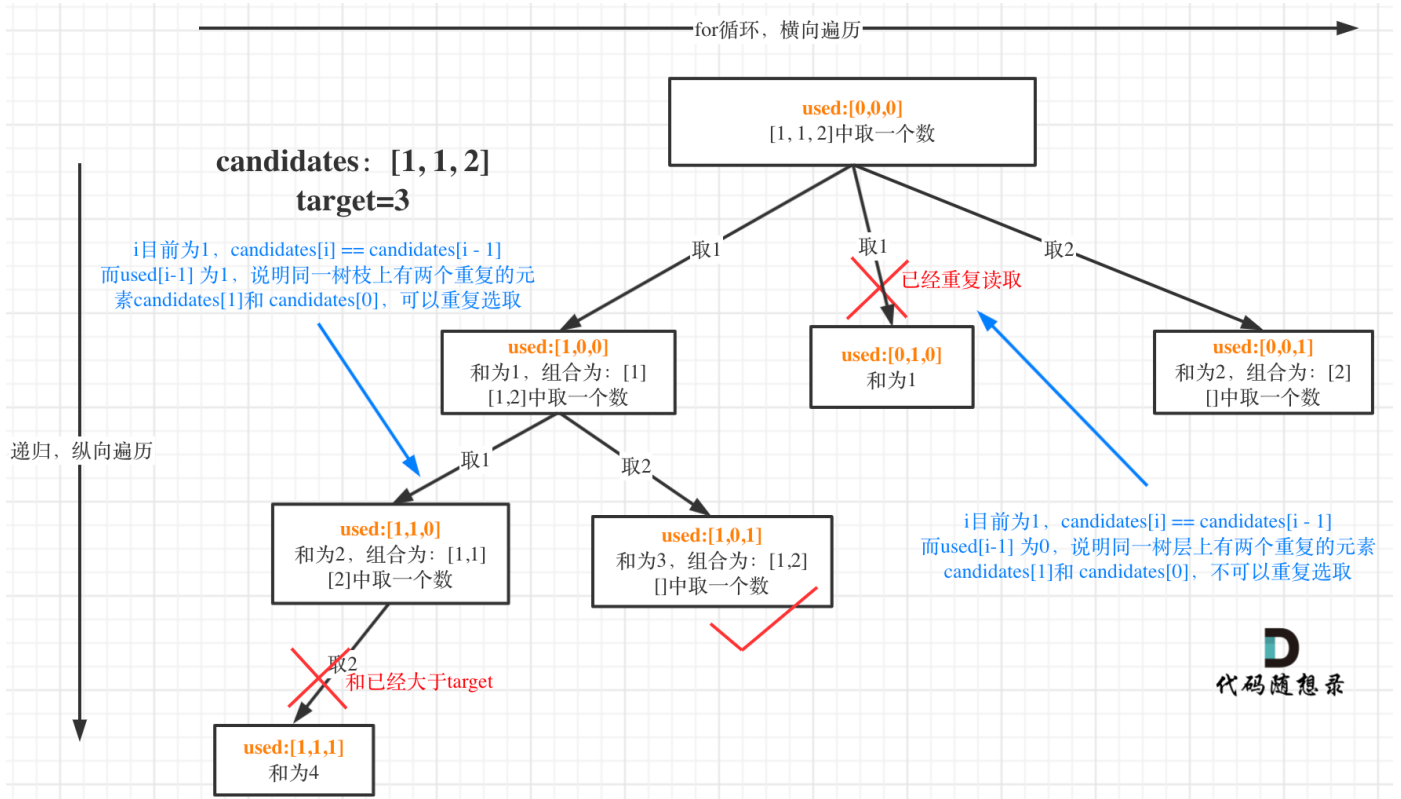 for循环，横向遍历
used:[0,0,0]
[1, 1, 2]中取一个数
candidates：[1, 1, 2]
target=3
i目前为1，candidates[i] == candidates[i - 1]
而used[i-1] 为1，说明同一树枝上有两个重复的元
素candidates[1]和 candidates[0]，可以重复选取
取1
取1
取2
已经重复读取
used:[1,0,0]
和为1，组合为：[1]
[1,2]中取一个数
used:[0,1,0]
和为1
used:[0,0,1]
和为2，组合为：[2]
[]中取一个数
递归，纵向遍历
取1
取2
used:[1,1,0]
和为2，组合为：[1,1]
[2]中取一个数
used:[1,0,1]
和为3，组合为：[1,2]
[]中取一个数
i目前为1，candidates[i] == candidates[i - 1]
而used[i-1] 为0，说明同一树层上有两个重复的元素
candidates[1]和 candidates[0]，不可以重复选取
取2
和已经大于target
used:[1,1,1]
和为4
代码随想录